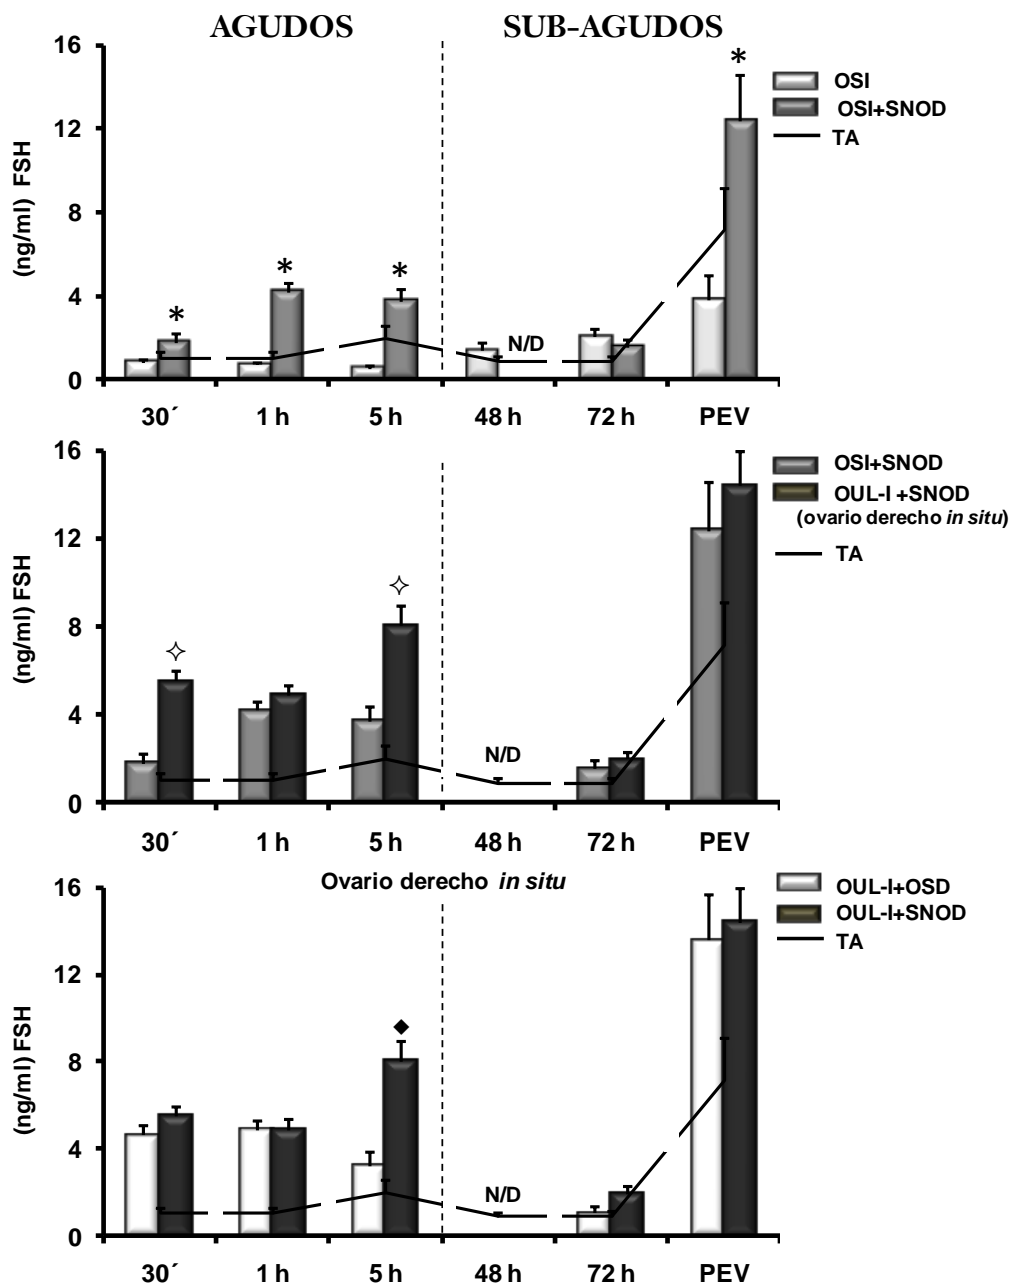 AGUDOS SUB-AGUDOS
16
12
8
4
0
(ng/ml) FSH
* * * *
N/D
OSI
OSI+SNOD
TA
30´ 1 h 5 h 48 h 72 h PEV
16
12
8
4
0
(ng/ml) FSH
N/D
OSI+SNOD
OUL-I +SNOD
(ovario derecho in situ)
TA
30´ 1 h 5 h 48 h 72 h PEV
Ovario derecho in situ
16
12
8
4
0
(ng/ml) FSH
N/D
OUL-I+OSD
OUL-I+SNOD
TA
30´ 1 h 5 h 48 h 72 h PEV